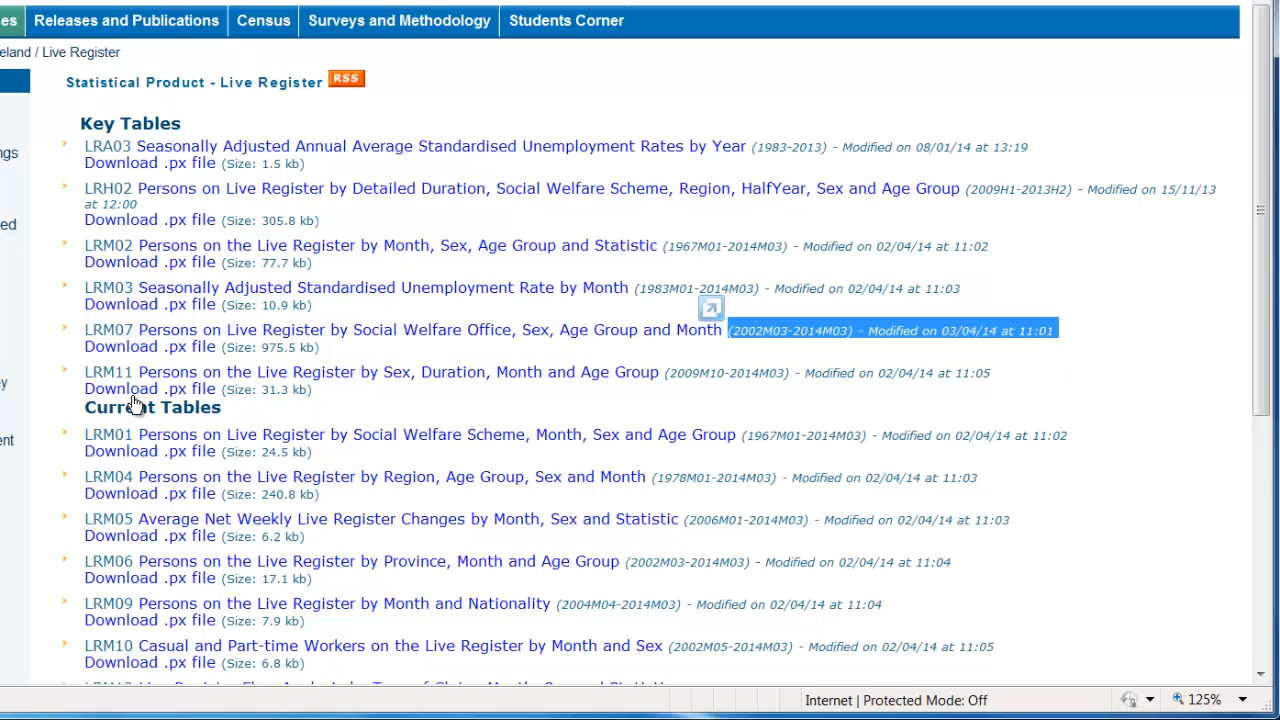 es Releases and Publications Census Surveys and Methodology Students Corner
eland / Live Register
Statistical Product - Live Register RSS
Key Tables
LRA03 Seasonally Adjusted Annual Average Standardised Unemployment Rates by Year (1983-2013) - Modified on 08/01/14 at 13:19
ngs
Download .px file (Size: 1.5 kb)
LRH02 Persons on Live Register by Detailed Duration, Social Welfare Scheme, Region, HalfYear, Sex and Age Group (2009H1-2013H2) - Modified on 15/11/13
at 12:00
Download .px file (Size: 305.8 kb)
ed
LRM02 Persons on the Live Register by Month, Sex, Age Group and Statistic (1967M01-2014M03) - Modified on 02/04/14 at 11:02
Download .px file (Size: 77.7 kb)
LRM03 Seasonally Adjusted Standardised Unemployment Rate by Month (1983M01-2014M03) - Modified on 02/04/14 at 11:03
Download .px file (Size: 10.9 kb)
LRM07 Persons on Live Register by Social Welfare Office, Sex, Age Group and Month (2002M03-2014M03) - Modified on 03/04/14 at 11:01
Download .px file (Size: 975.5 kb)
LRM11 Persons on the Live Register by Sex, Duration, Month and Age Group (2009M10-2014M03) - Modified on 02/04/14 at 11:05
ey
Download .px file (Size: 31.3 kb)
Current Tables
LRM01 Persons on Live Register by Social Welfare Scheme, Month, Sex and Age Group (1967M01-2014M03) - Modified on 02/04/14 at 11:02
ent
Download .px file (Size: 24.5 kb)
LRM04 Persons on the Live Register by Region, Age Group, Sex and Month (1978M01-2014M03) - Modified on 02/04/14 at 11:03
Download .px file (Size: 240.8 kb)
LRM05 Average Net Weekly Live Register Changes by Month, Sex and Statistic (2006M01-2014M03) - Modified on 02/04/14 at 11:03
Download .px file (Size: 6.2 kb)
LRM06 Persons on the Live Register by Province, Month and Age Group (2002M03-2014M03) - Modified on 02/04/14 at 11:04
Download .px file (Size: 17.1 kb)
LRM09 Persons on the Live Register by Month and Nationality (2004M04-2014M03) - Modified on 02/04/14 at 11:04
Download .px file (Size: 7.9 kb)
LRM10 Casual and Part-time Workers on the Live Register by Month and Sex (2002M05-2014M03) - Modified on 02/04/14 at 11:05
Download .px file (Size: 6.8 kb)
Internet | Protected Mode: Off 125%